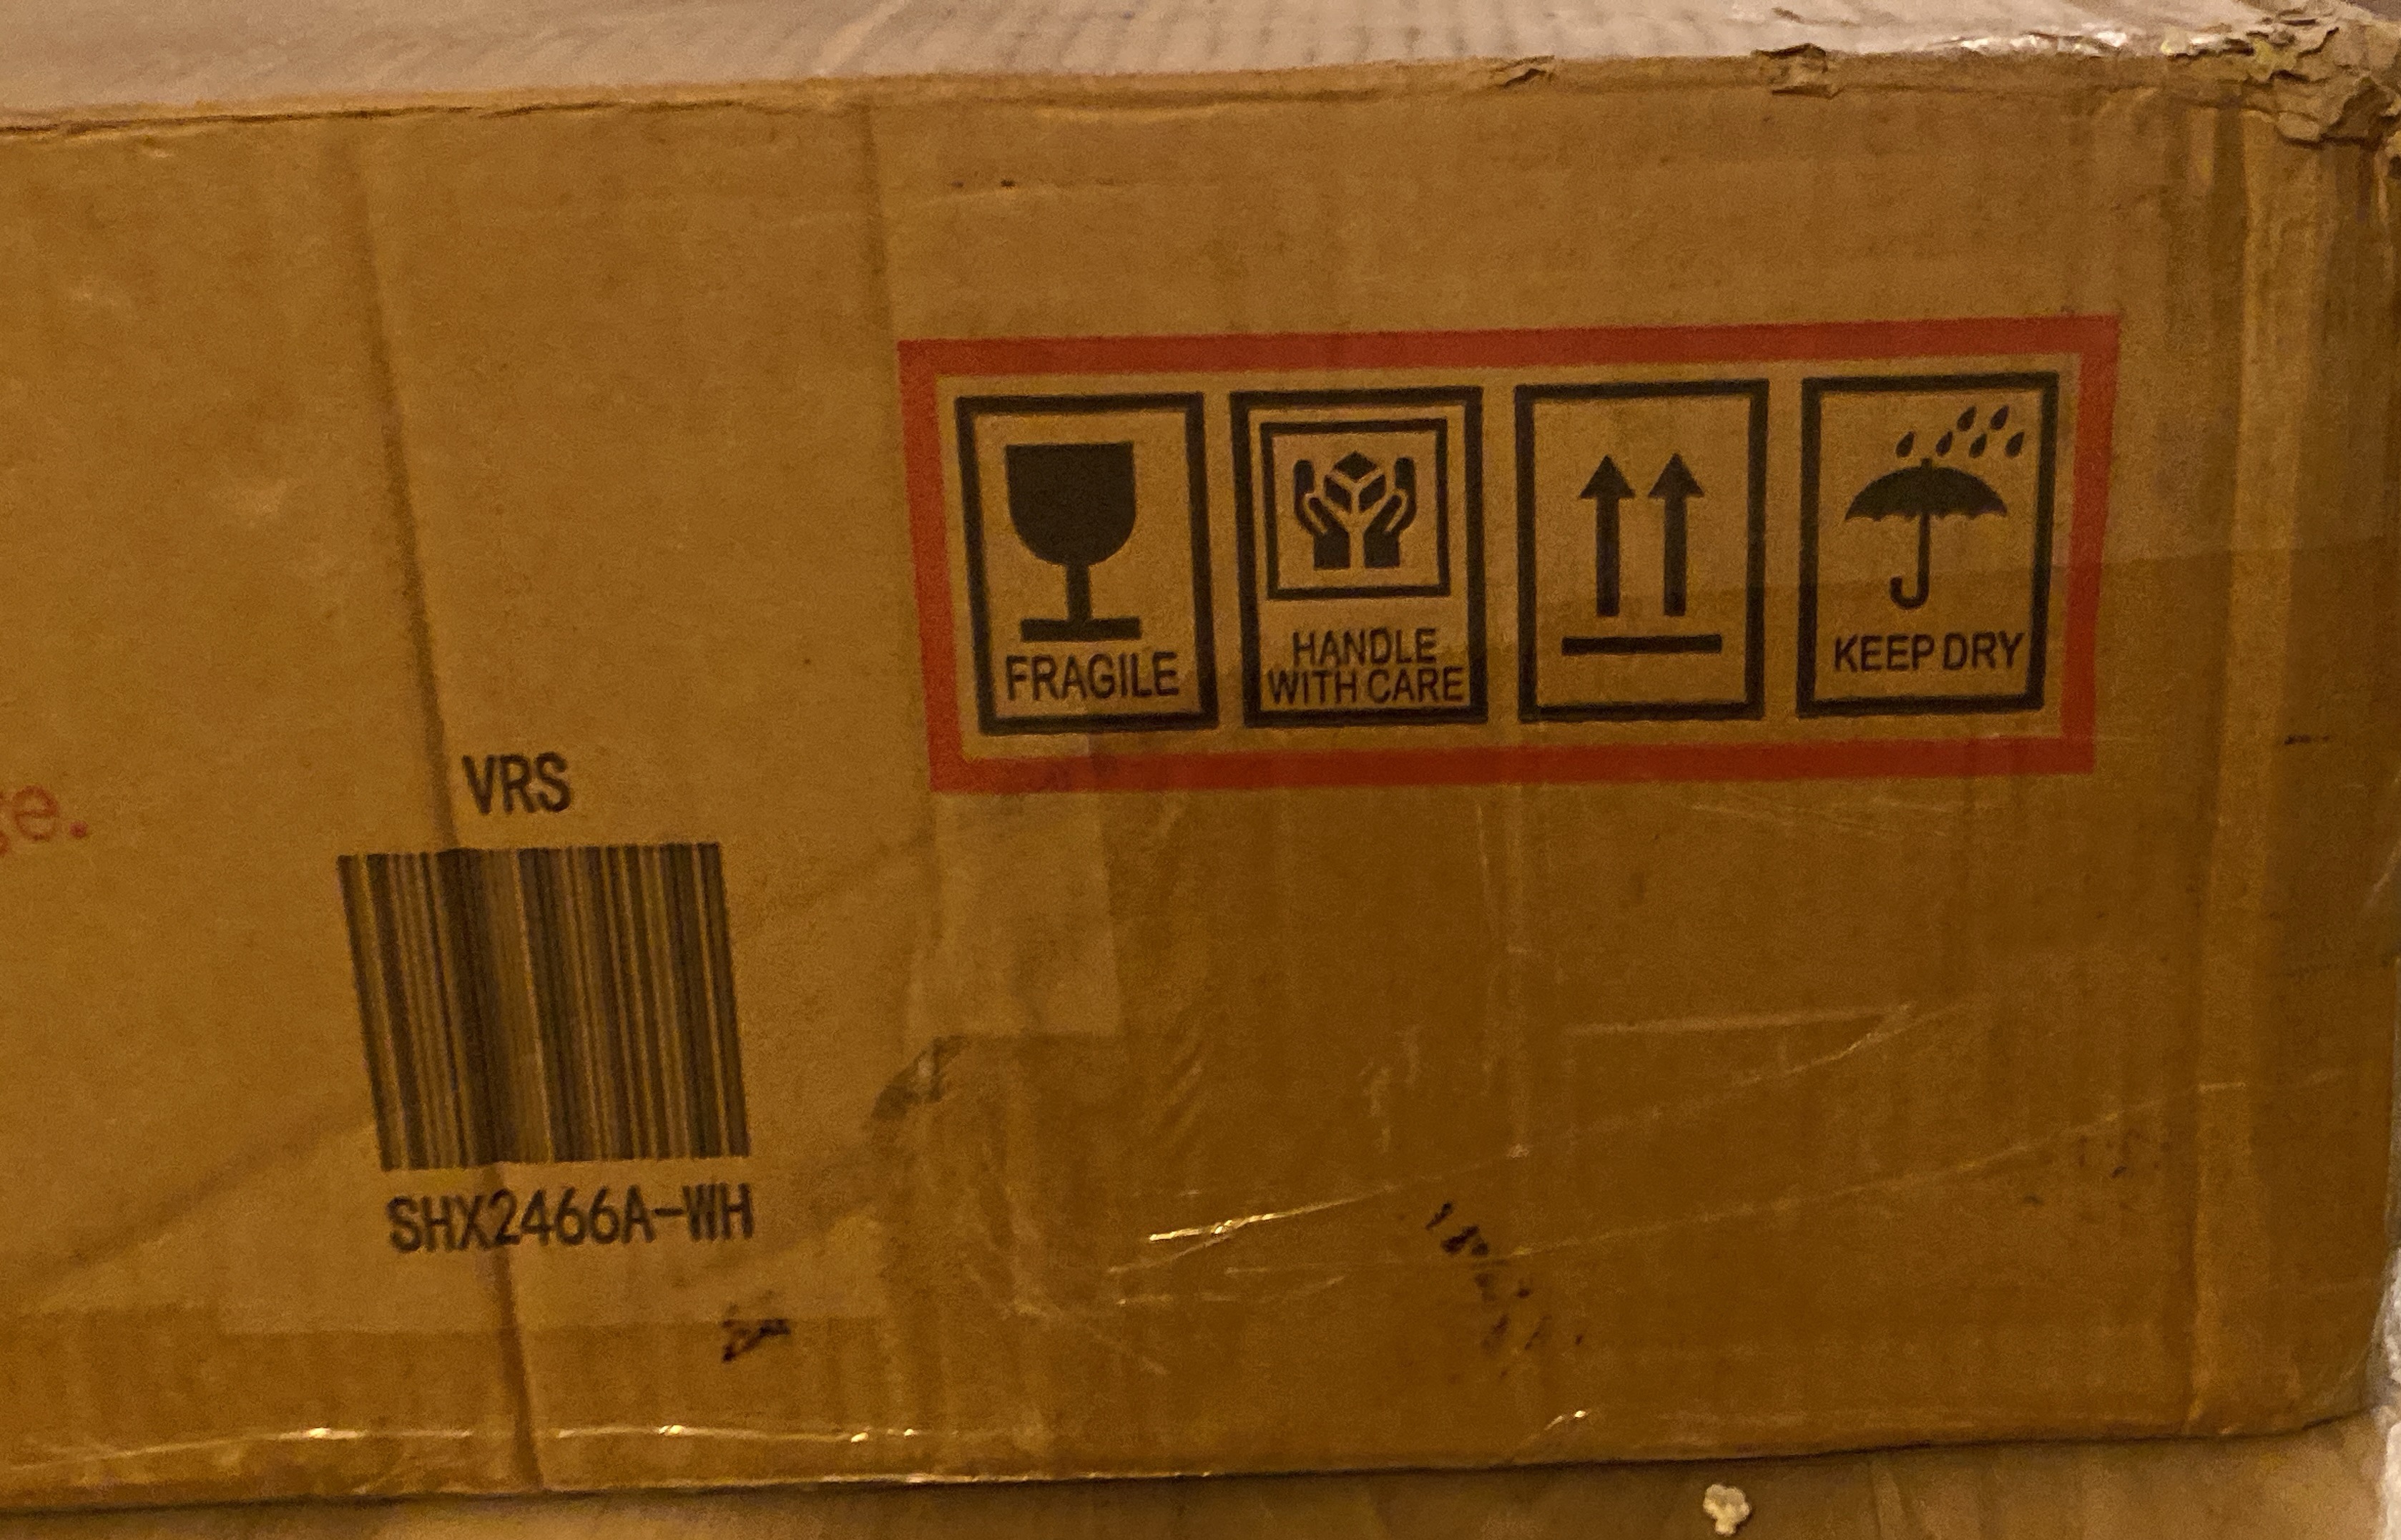 FRAGILE
HANDLE
WITH CARE
KEEP DRY
VRS
SHX2466A-WH